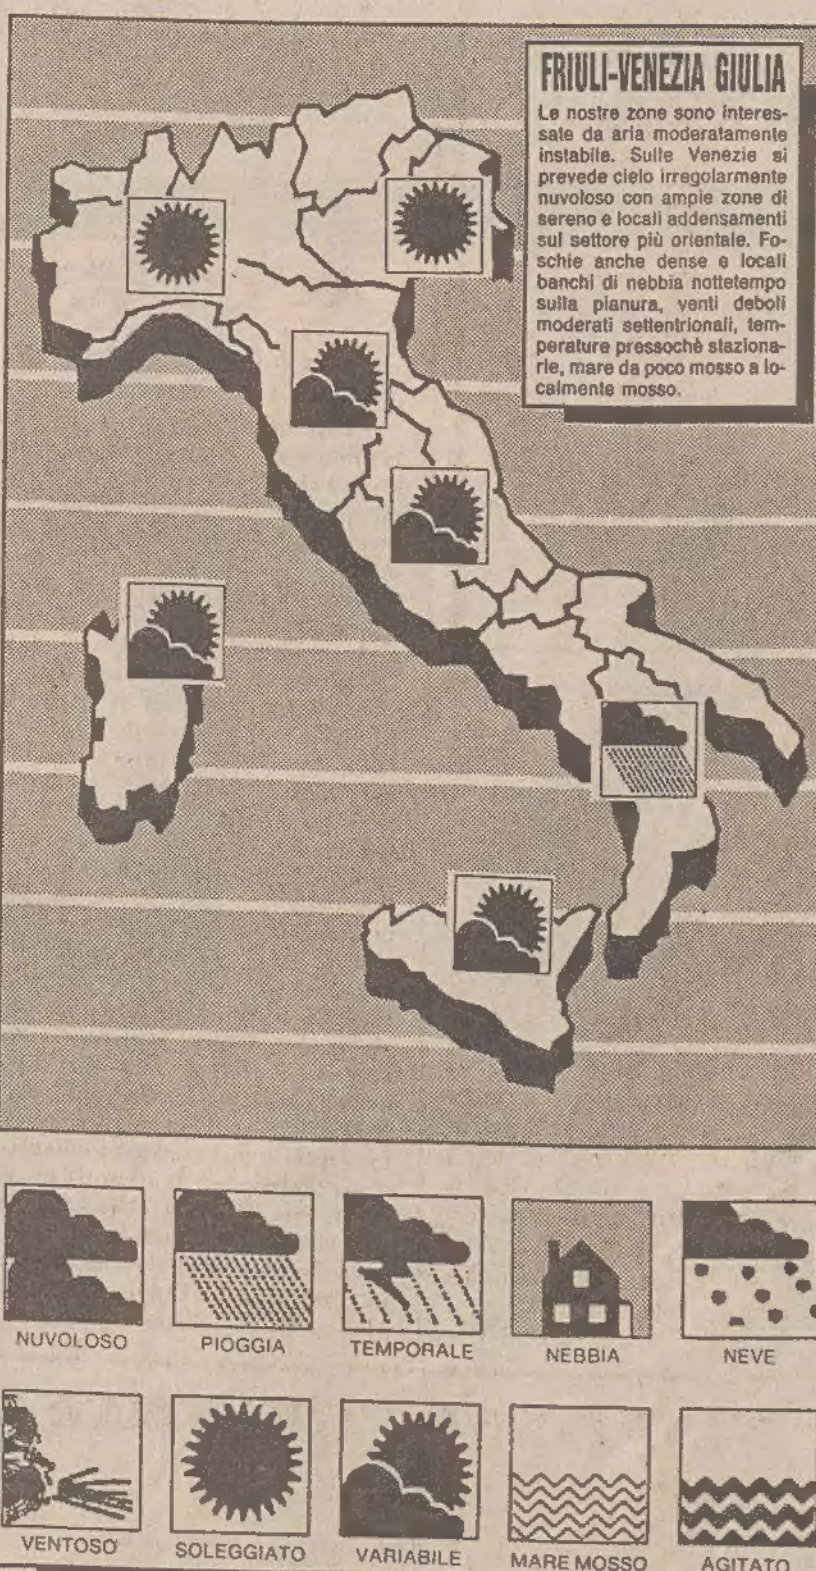 FRIULI-VENEZIA GIULIA
Le nostre zone sono interes-
sate da aria moderatamente
instabile. Sulle Venezie si
prevede cielo irregolarmente
nuvoloso con ampie zone di
sereno e locali addensamenti
sul settore più orientale. Fo-
schie anche dense e locali
banchi di nebbia nottetempo
sulla pianura, venti deboli
moderati settentrionali, tem-
perature pressochè staziona-
rie, mare da poco mosso a lo-
calmente mosso.
NUVOLOSO PIOGGIA TEMPORALE NEBBIA NEVE
VENTOSO SOLEGGIATO VARIABILE MARE MOSSO AGITATO